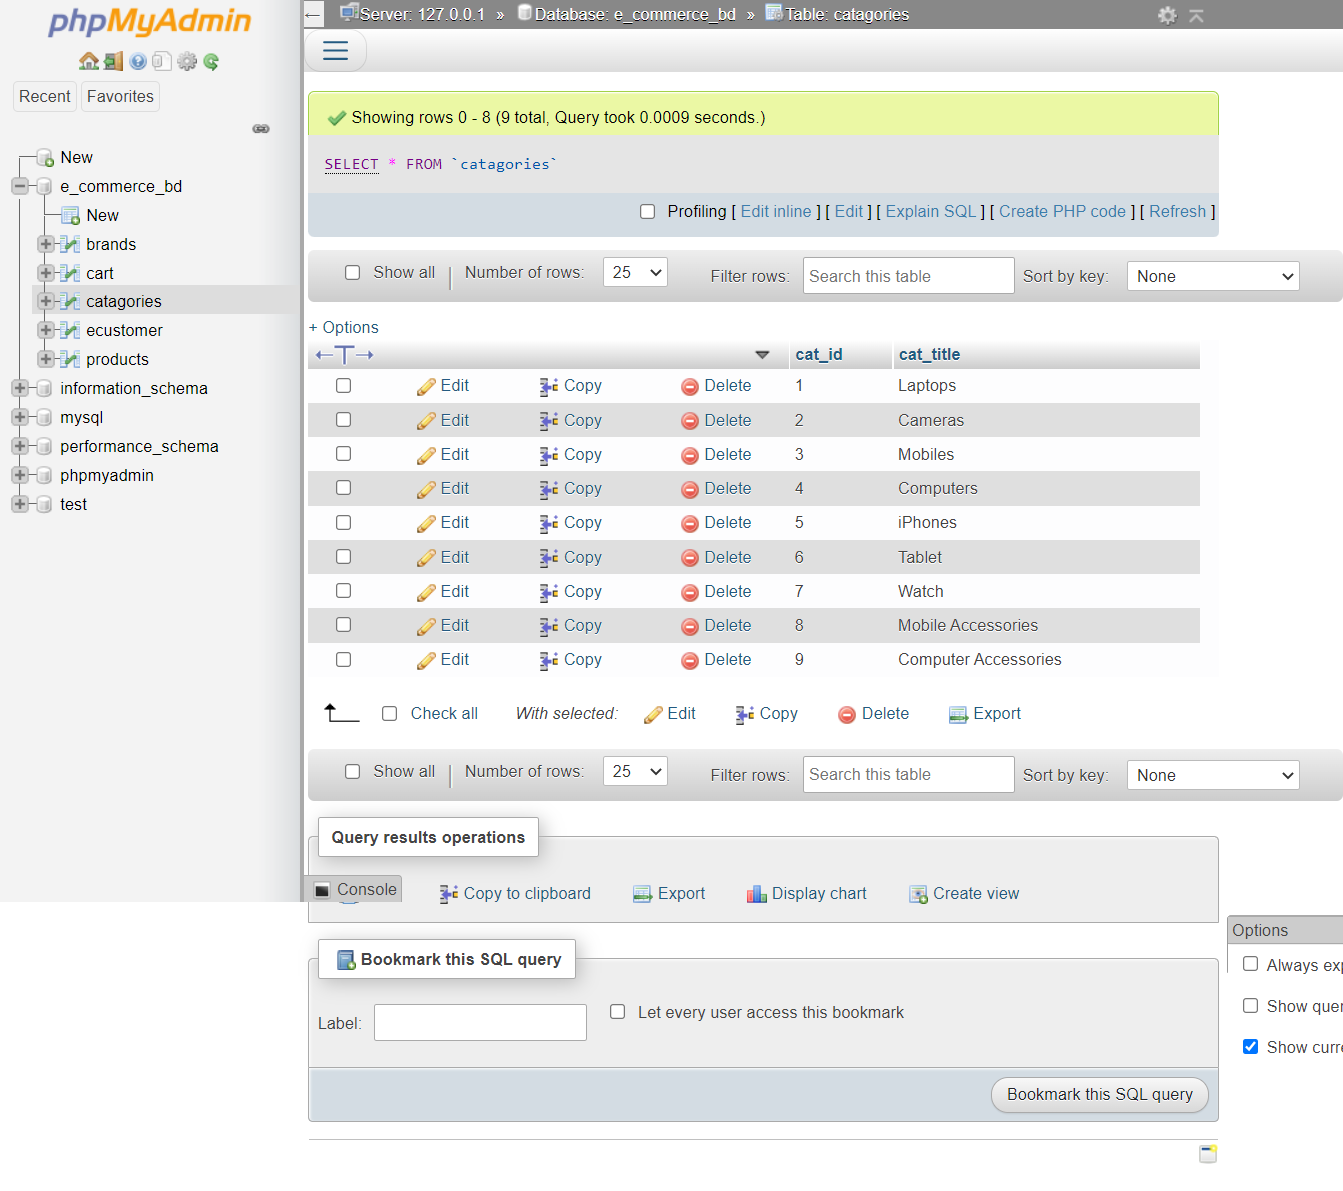 phpMyAdmin
Recent Favorites
New
e_commerce_bd
New
brands
cart
catagories
ecustomer
products
information_schema
mysql
performance_schema
phpmyadmin
test
Server: 127.0.0.1 » Database: e_commerce_bd » Table: catagories
Showing rows 0 - 8 (9 total, Query took 0.0009 seconds.)
SELECT * FROM `catagories`
Profiling [ Edit inline ] [ Edit ] [ Explain SQL ] [ Create PHP code ] [ Refresh ]
Show all | Number of rows: 25 Filter rows: Search this table Sort by key: None
+ Options
←T→ cat_id cat_title
Edit Copy Delete 1 Laptops
Edit Copy Delete 2 Cameras
Edit Copy Delete 3 Mobiles
Edit Copy Delete 4 Computers
Edit Copy Delete 5 iPhones
Edit Copy Delete 6 Tablet
Edit Copy Delete 7 Watch
Edit Copy Delete 8 Mobile Accessories
Edit Copy Delete 9 Computer Accessories
Check all With selected: Edit Copy Delete Export
Show all | Number of rows: 25 Filter rows: Search this table Sort by key: None
Query results operations
Console Copy to clipboard Export Display chart Create view
Options
Always exp
Show quer
Show curre
Bookmark this SQL query
Label: Let every user access this bookmark
Bookmark this SQL query